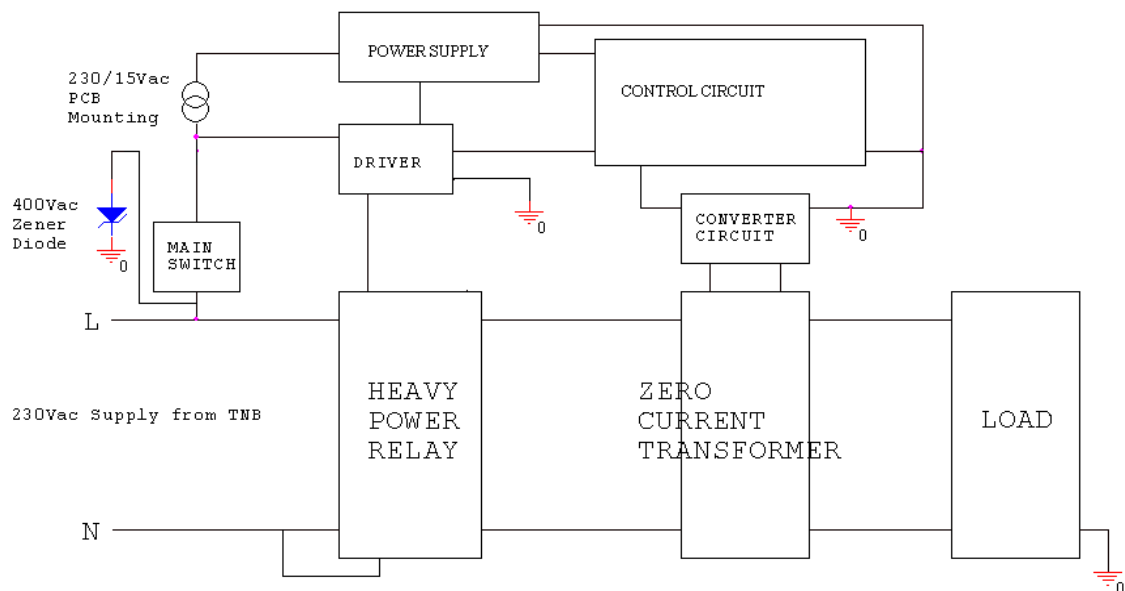 POWER SUPPLY
230/15Vac
PCB
Mounting
CONTROL CIRCUIT
DRIVER
400Vac
Zener
Diode
0
MAIN
SWITCH
0
CONVERTER
CIRCUIT
0
L
230Vac Supply from TNB
HEAVY
POWER
RELAY
ZERO
CURRENT
TRANSFORMER
LOAD
N
0